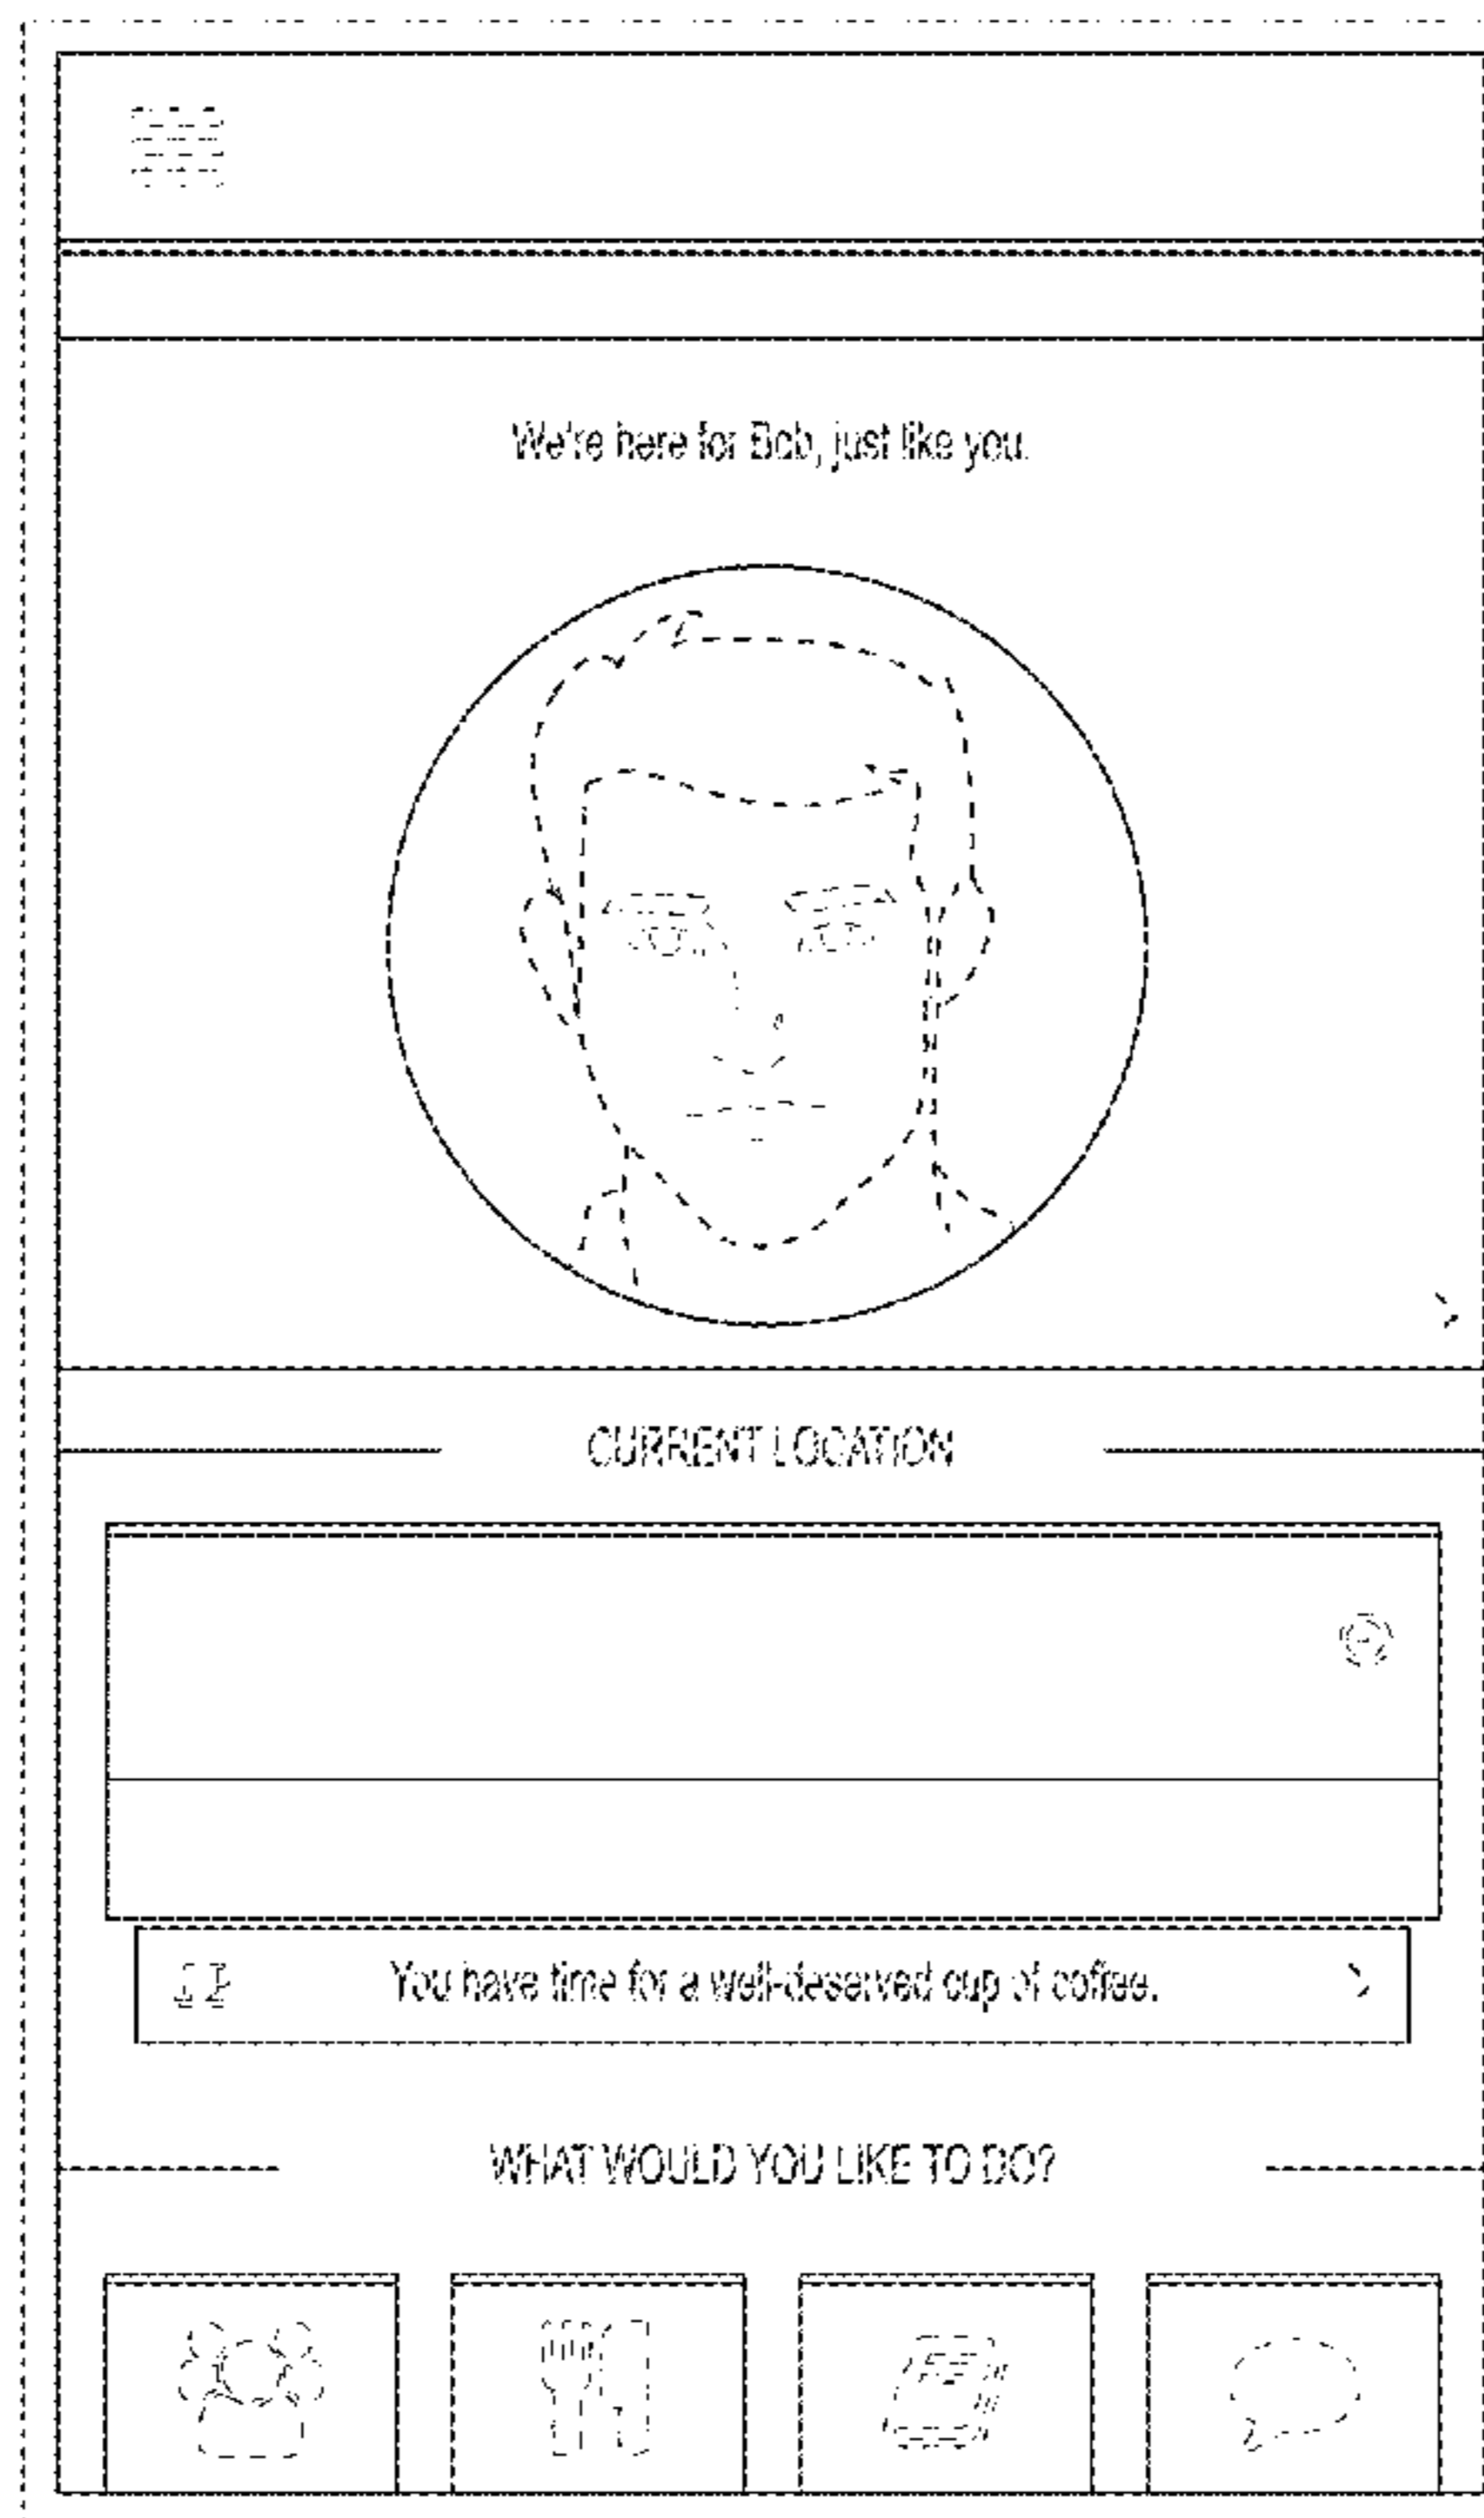 We're here for Bob, just like you.
CURRENT LOCATION
You have time for a well-deserved cup of coffee.
WHAT WOULD YOU LIKE TO DO?